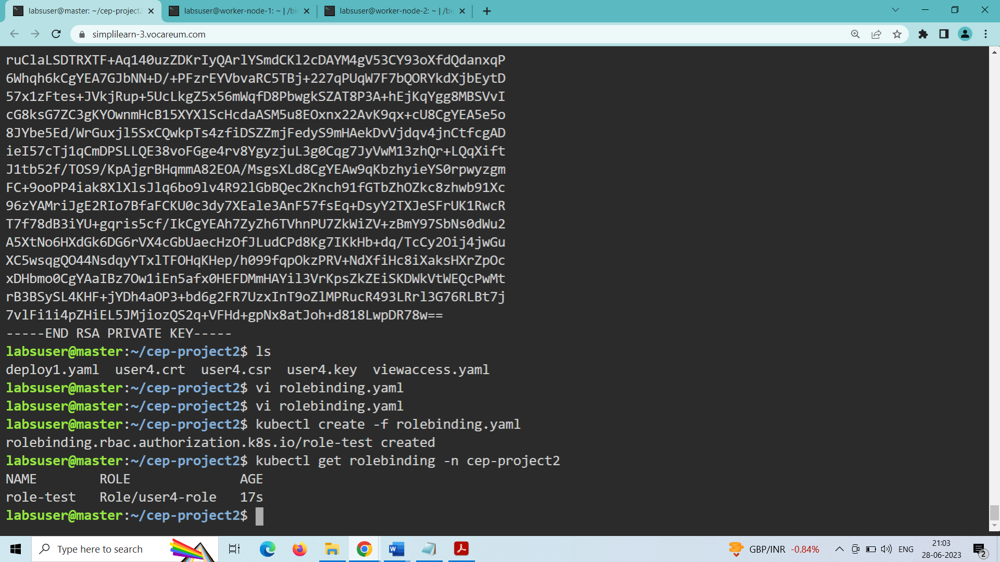 labsuser@master: ~/cep-project2
labsuser@worker-node-1: ~ | /bi
labsuser@worker-node-2: ~ | /bi
simplilearn-3.vocareum.com
ruClaLSDTRXTF+Aq140uzZDKrIyQArlYSmdCKl2cDAYM4gV53CY93oXfdQdanxqP
6Whqh6kCgYEA7GJbNN+D/+PFzrEYVbvaRC5TBj+227qPUqW7F7bQORYkdXjbEytD
57x1zFtes+JVkjRup+5UcLkgZ5x56mWqfD8PbwgkSZAT8P3A+hEjKqYgg8MBSVvI
cG8ksG7ZC3gKYOwnmHcB15XYXlScHcdaASM5u8EOxnx22AvK9qx+cU8CgYEA5e5o
8JYbe5Ed/WrGuxjl5SxCQwkpTs4zfiDSZZmjFedyS9mHAekDvVjdqv4jnCtfcgAD
ieI57cTj1qCmDPSLLQE38voFGge4rv8YgyzjuL3g0Cqg7JyVwM13zhQr+LQqXift
J1tb52f/TOS9/KpAjgrBHqmmA82EOA/MsgsXLd8CgYEAw9qKbzhyieYS0rpwyzgm
FC+9ooPP4iak8XlXlsJlq6bo9lv4R92lGbBQec2Knch91fGTbZhOZkc8zhwb91Xc
96zYAMriJgE2RIo7BfaFCKU0c3dy7XEale3AnF57fsEq+DsyY2TXJeSFrUK1RwcR
T7f78dB3iYU+gqris5cf/IkCgYEAh7ZyZh6TVhnPU7ZkWiZV+zBmY97SbNs0dWu2
A5XtNo6HXdGk6DG6rVX4cGbUaecHzOfJLudCPd8Kg7IKkHb+dq/TcCy2Oij4jwGu
XC5wsqgQO44NsdqyYTxlTFOHqKHep/h099fqpOkzPRV+NdXfiHc8iXaksHXrZpOc
xDHbmo0CgYAaIBz7Ow1iEn5afx0HEFDMmHAYil3VrKpsZkZEiSKDWkVtWEQcPwMt
rB3BSySL4KHF+jYDh4aOP3+bd6g2FR7UzxInT9oZlMPRucR493LRrl3G76RLBt7j
7vlFi1i4pZHiEL5JMjiozQS2q+VFHd+gpNx8atJoh+d818LwpDR78w==
-----END RSA PRIVATE KEY-----
labsuser@master:~/cep-project2$ ls
deploy1.yaml  user4.crt  user4.csr  user4.key  viewaccess.yaml
labsuser@master:~/cep-project2$ vi rolebinding.yaml
labsuser@master:~/cep-project2$ vi rolebinding.yaml
labsuser@master:~/cep-project2$ kubectl create -f rolebinding.yaml
rolebinding.rbac.authorization.k8s.io/role-test created
labsuser@master:~/cep-project2$ kubectl get rolebinding -n cep-project2
NAME        ROLE              AGE
role-test   Role/user4-role   17s
labsuser@master:~/cep-project2$
Type here to search
GBP/INR -0.84%
ENG
21:03
28-06-2023
2